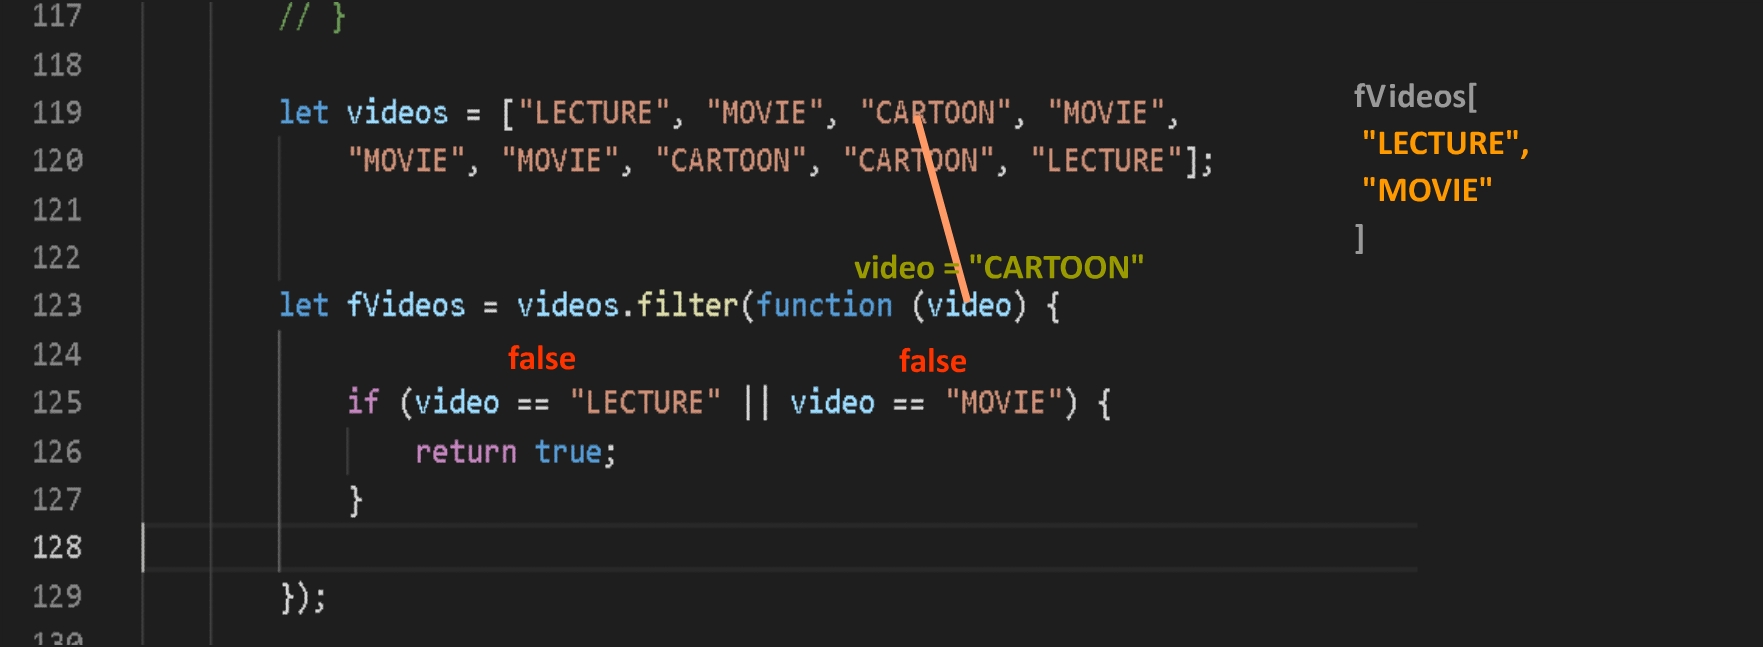 117 // }
118
119 let videos = ["LECTURE", "MOVIE", "CARTOON", "MOVIE",
120 "MOVIE", "MOVIE", "CARTOON", "CARTOON", "LECTURE"];
121
122
video = "CARTOON"
123 let fVideos = videos.filter(function (video) {
124
false false
125 if (video == "LECTURE" || video == "MOVIE") {
126 return true;
127 }
128
129 });
130
fVideos[
"LECTURE",
"MOVIE"
]